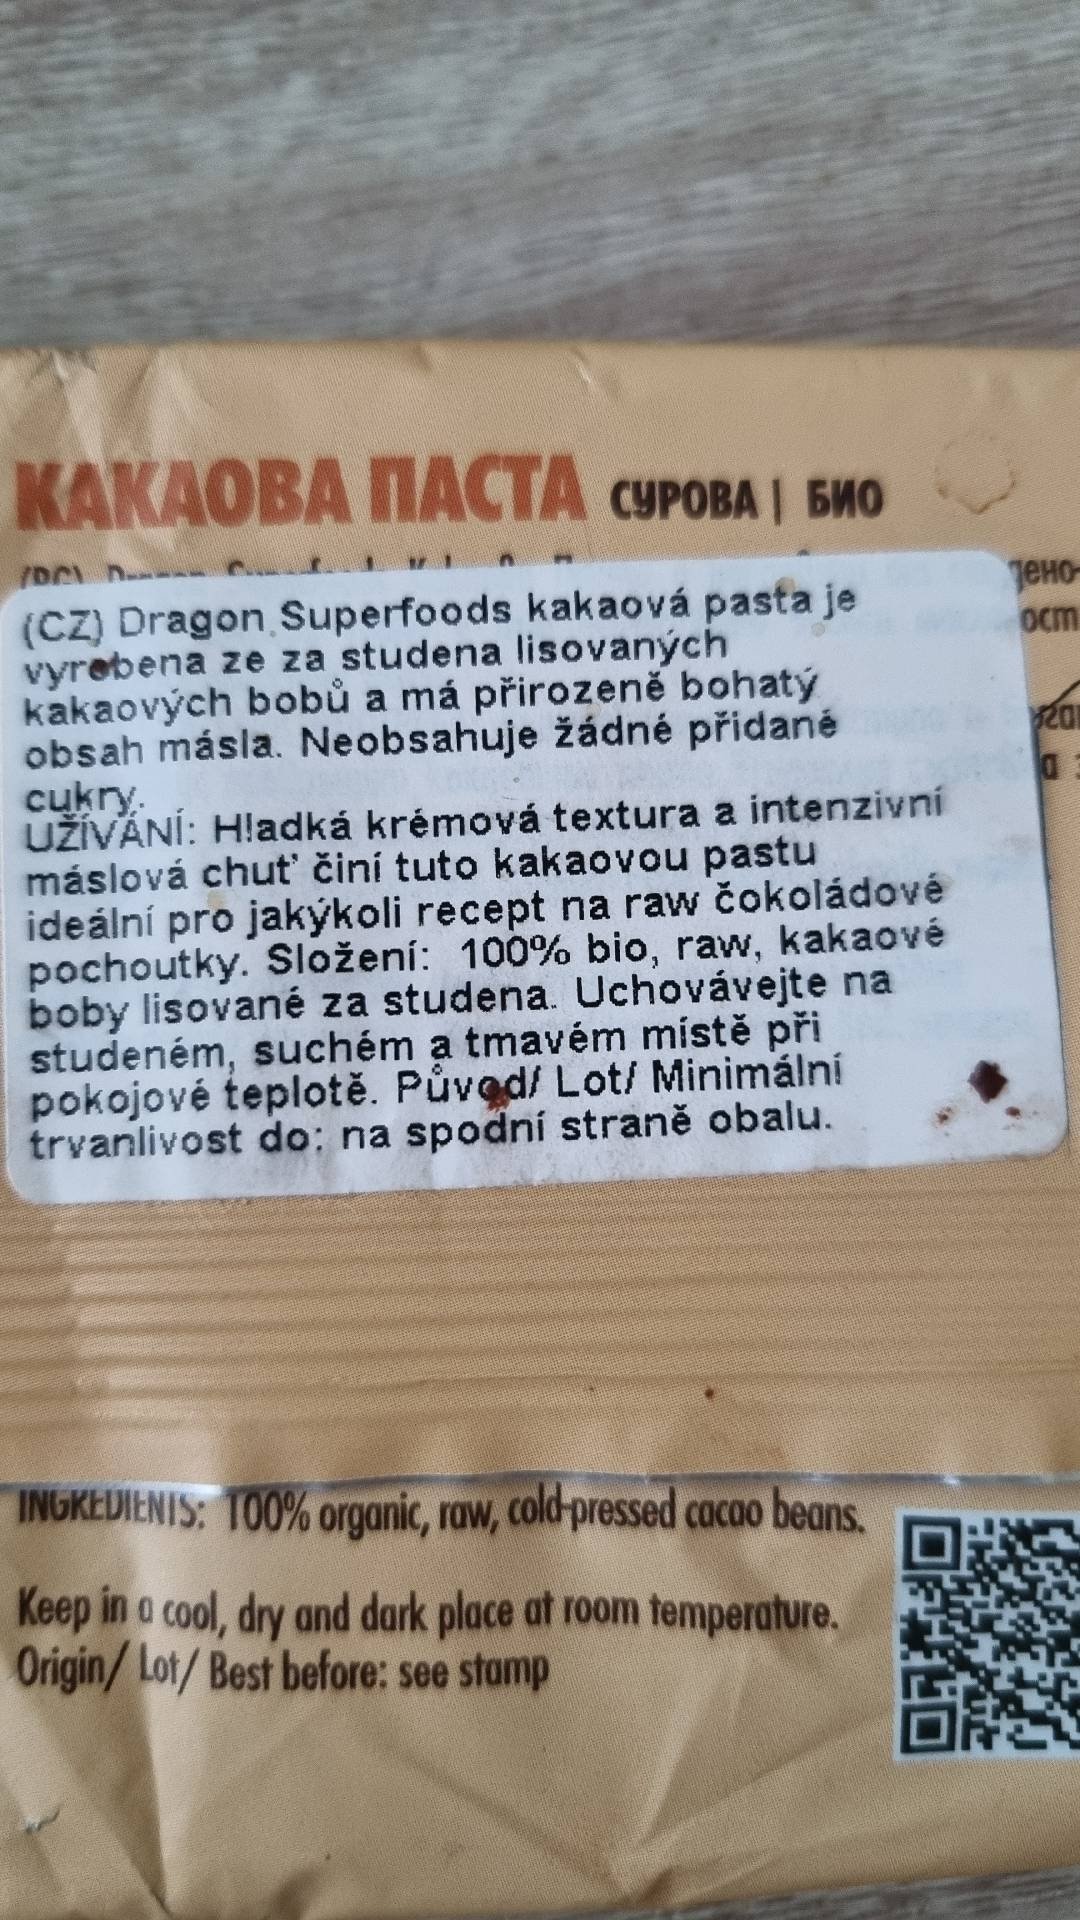 КАКАОВА ПАСТА СУРОВА | БИО
(CZ) Dragon Superfoods kakaová pasta je
vyrobena ze za studena lisovaných
kakaových bobů a má přirozeně bohatý
obsah másla. Neobsahuje žádné přidané
cukry.
UŽÍVÁNÍ: Hladká krémová textura a intenzivní
máslová chuť činí tuto kakaovou pastu
ideální pro jakýkoli recept na raw čokoládové
pochoutky. Složení: 100% bio, raw, kakaové
boby lisované za studena. Uchovávejte na
studeném, suchém a tmavém místě při
pokojové teplotě. Původ/ Lot/ Minimální
trvanlivost do: na spodní straně obalu.
INGREDIENTS: 100% organic, raw, cold-pressed cacao beans.
Keep in a cool, dry and dark place at room temperature.
Origin/ Lot/ Best before: see stamp